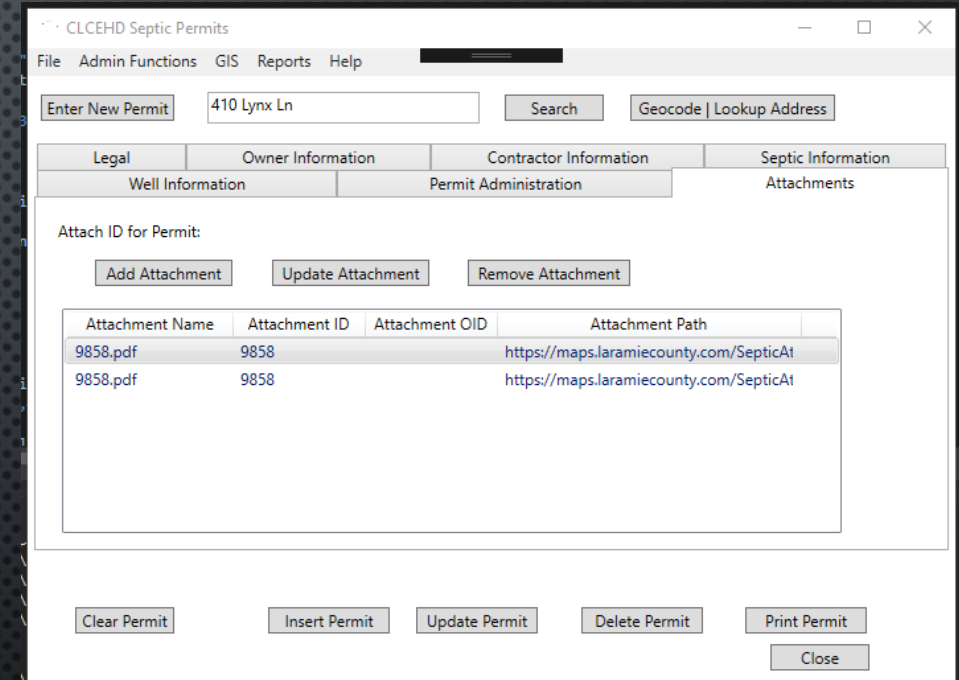 CLCEHD Septic Permits
File Admin Functions GIS Reports Help
Enter New Permit 410 Lynx Ln Search Geocode | Lookup Address
Legal Owner Information Contractor Information Septic Information
Well Information Permit Administration Attachments
Attach ID for Permit:
Add Attachment Update Attachment Remove Attachment
Attachment Name Attachment ID Attachment OID Attachment Path
9858.pdf 9858 https://maps.laramiecounty.com/SepticAt
9858.pdf 9858 https://maps.laramiecounty.com/SepticAt
Clear Permit Insert Permit Update Permit Delete Permit Print Permit
Close